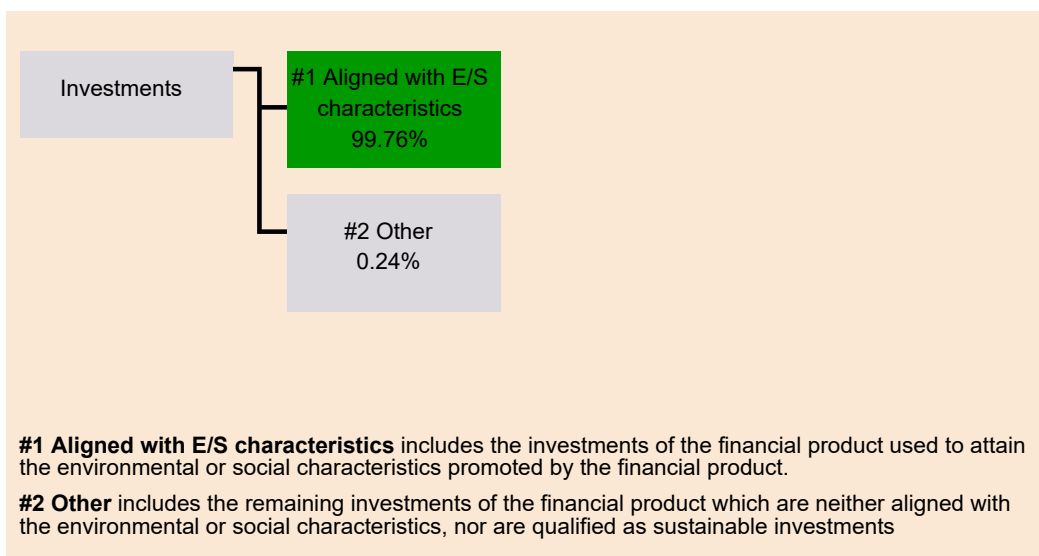 Investments
#1 Aligned with E/S
characteristics
99.76%
#2 Other
0.24%
#1 Aligned with E/S characteristics includes the investments of the financial product used to attain
the environmental or social characteristics promoted by the financial product.
#2 Other includes the remaining investments of the financial product which are neither aligned with
the environmental or social characteristics, nor are qualified as sustainable investments